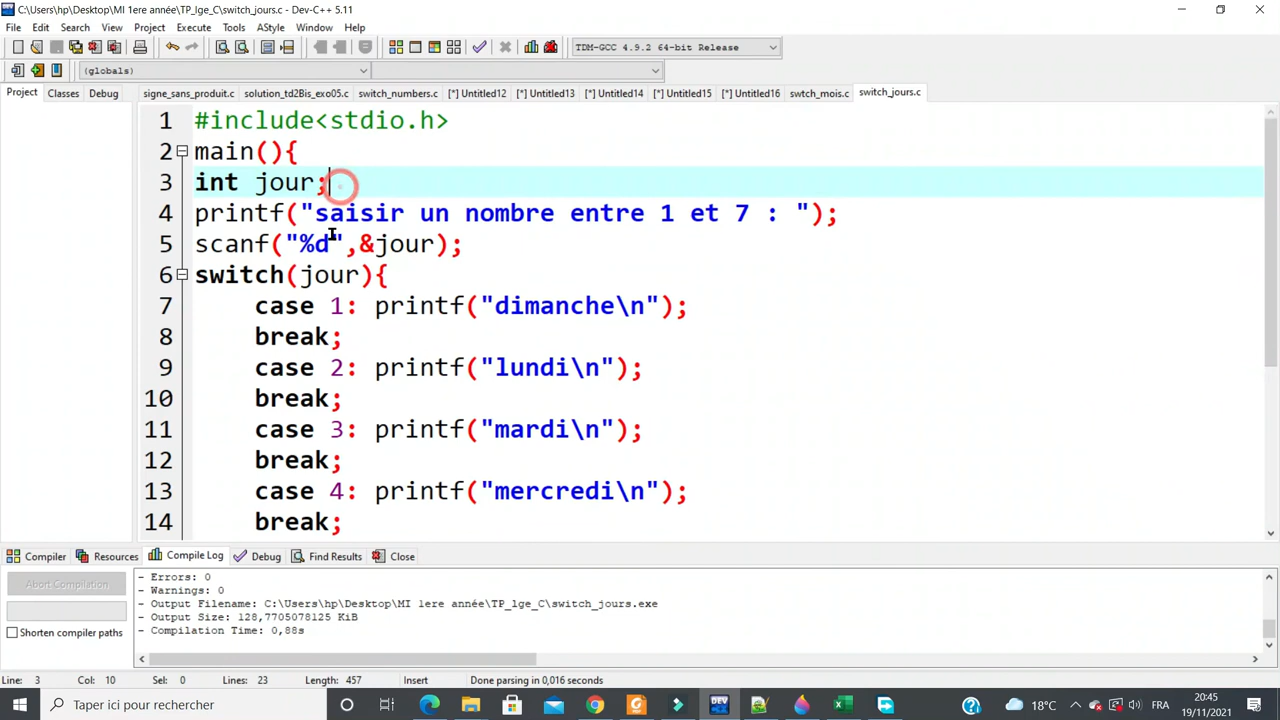 C:\Users\hp\Desktop\MI 1ere année\TP_lge_C\switch_jours.c - Dev-C++ 5.11
File Edit Search View Project Execute Tools AStyle Window Help
TDM-GCC 4.9.2 64-bit Release
(globals)
Project Classes Debug signe_sans_produit.c solution_td2Bis_exo05.c switch_numbers.c [*] Untitled12 [*] Untitled13 [*] Untitled14 [*] Untitled15 [*] Untitled16 swtch_mois.c switch_jours.c
1 #include<stdio.h>
2 main(){
3 int jour;
4 printf("saisir un nombre entre 1 et 7 : ");
5 scanf("%d",&jour);
6 switch(jour){
7 case 1: printf("dimanche\n");
8 break;
9 case 2: printf("lundi\n");
10 break;
11 case 3: printf("mardi\n");
12 break;
13 case 4: printf("mercredi\n");
14 break;
Compiler Resources Compile Log Debug Find Results Close
Abort Compilation
Shorten compiler paths
- Errors: 0
- Warnings: 0
- Output Filename: C:\Users\hp\Desktop\MI 1ere année\TP_lge_C\switch_jours.exe
- Output Size: 128,7705078125 KiB
- Compilation Time: 0,88s
Line: 3 Col: 10 Sel: 0 Lines: 23 Length: 457 Insert Done parsing in 0,016 seconds
Taper ici pour rechercher
DEV
18°C
FRA
20:45
19/11/2021